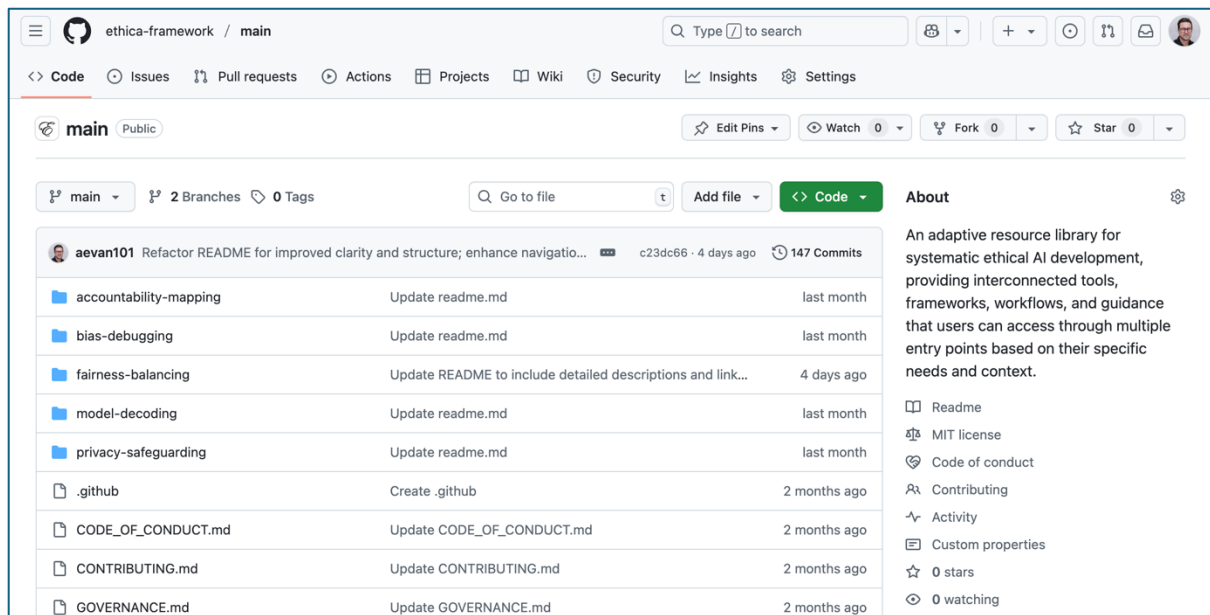 ethica-framework / main
Type / to search
Code Issues Pull requests Actions Projects Wiki Security Insights Settings
main Public
Edit Pins Watch 0 Fork 0 Star 0
main 2 Branches 0 Tags
Go to file t Add file Code
aevan101 Refactor README for improved clarity and structure; enhance navigatio... c23dc66 · 4 days ago 147 Commits
accountability-mapping Update readme.md last month
bias-debugging Update readme.md last month
fairness-balancing Update README to include detailed descriptions and link... 4 days ago
model-decoding Update readme.md last month
privacy-safeguarding Update readme.md last month
.github Create .github 2 months ago
CODE_OF_CONDUCT.md Update CODE_OF_CONDUCT.md 2 months ago
CONTRIBUTING.md Update CONTRIBUTING.md 2 months ago
GOVERNANCE.md Update GOVERNANCE.md 2 months ago
About
An adaptive resource library for
systematic ethical AI development,
providing interconnected tools,
frameworks, workflows, and guidance
that users can access through multiple
entry points based on their specific
needs and context.
Readme
MIT license
Code of conduct
Contributing
Activity
Custom properties
0 stars
0 watching